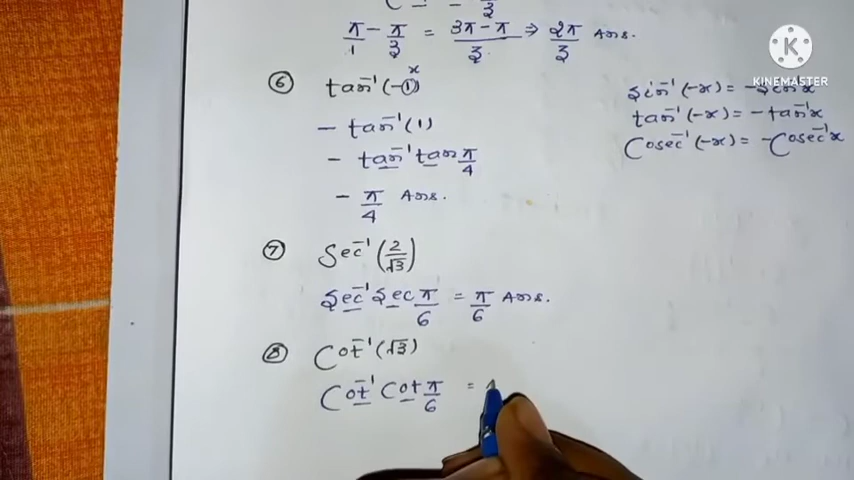 π/1 - π/3 = 3π-π/3 ⇒ 2π/3 Ans.
⑥ tan⁻¹(-1) x
- tan⁻¹(1)
- tan⁻¹ tan π/4
- π/4 Ans.
⑦ Sec⁻¹(2/√3)
Sec⁻¹ Sec π/6 = π/6 Ans.
⑧ Cot⁻¹(√3)
Cot⁻¹ Cot π/6 =
Sin⁻¹(-x) = -Sin⁻¹x
tan⁻¹(-x) = -tan⁻¹x
Cosec⁻¹(-x) = -Cosec⁻¹x
KINEMASTER